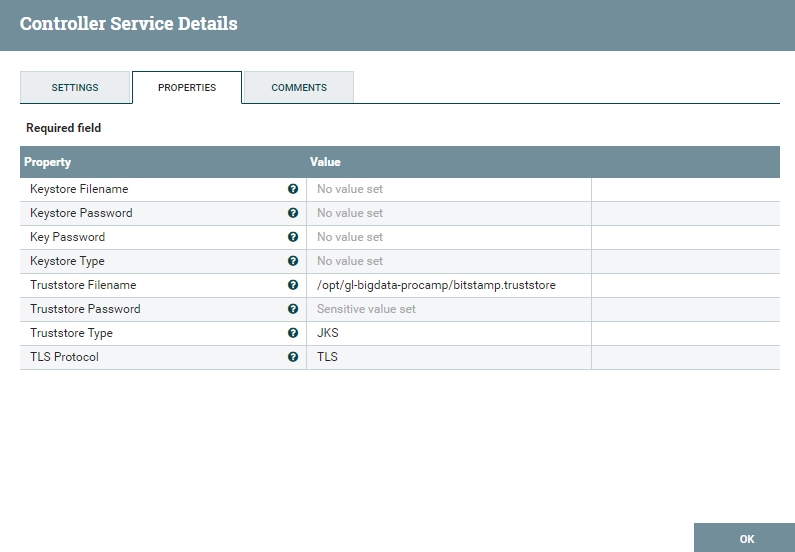 Controller Service Details
SETTINGS PROPERTIES COMMENTS
Required field
Property Value
Keystore Filename ? No value set
Keystore Password ? No value set
Key Password ? No value set
Keystore Type ? No value set
Truststore Filename ? /opt/gl-bigdata-procamp/bitstamp.truststore
Truststore Password ? Sensitive value set
Truststore Type ? JKS
TLS Protocol ? TLS
OK